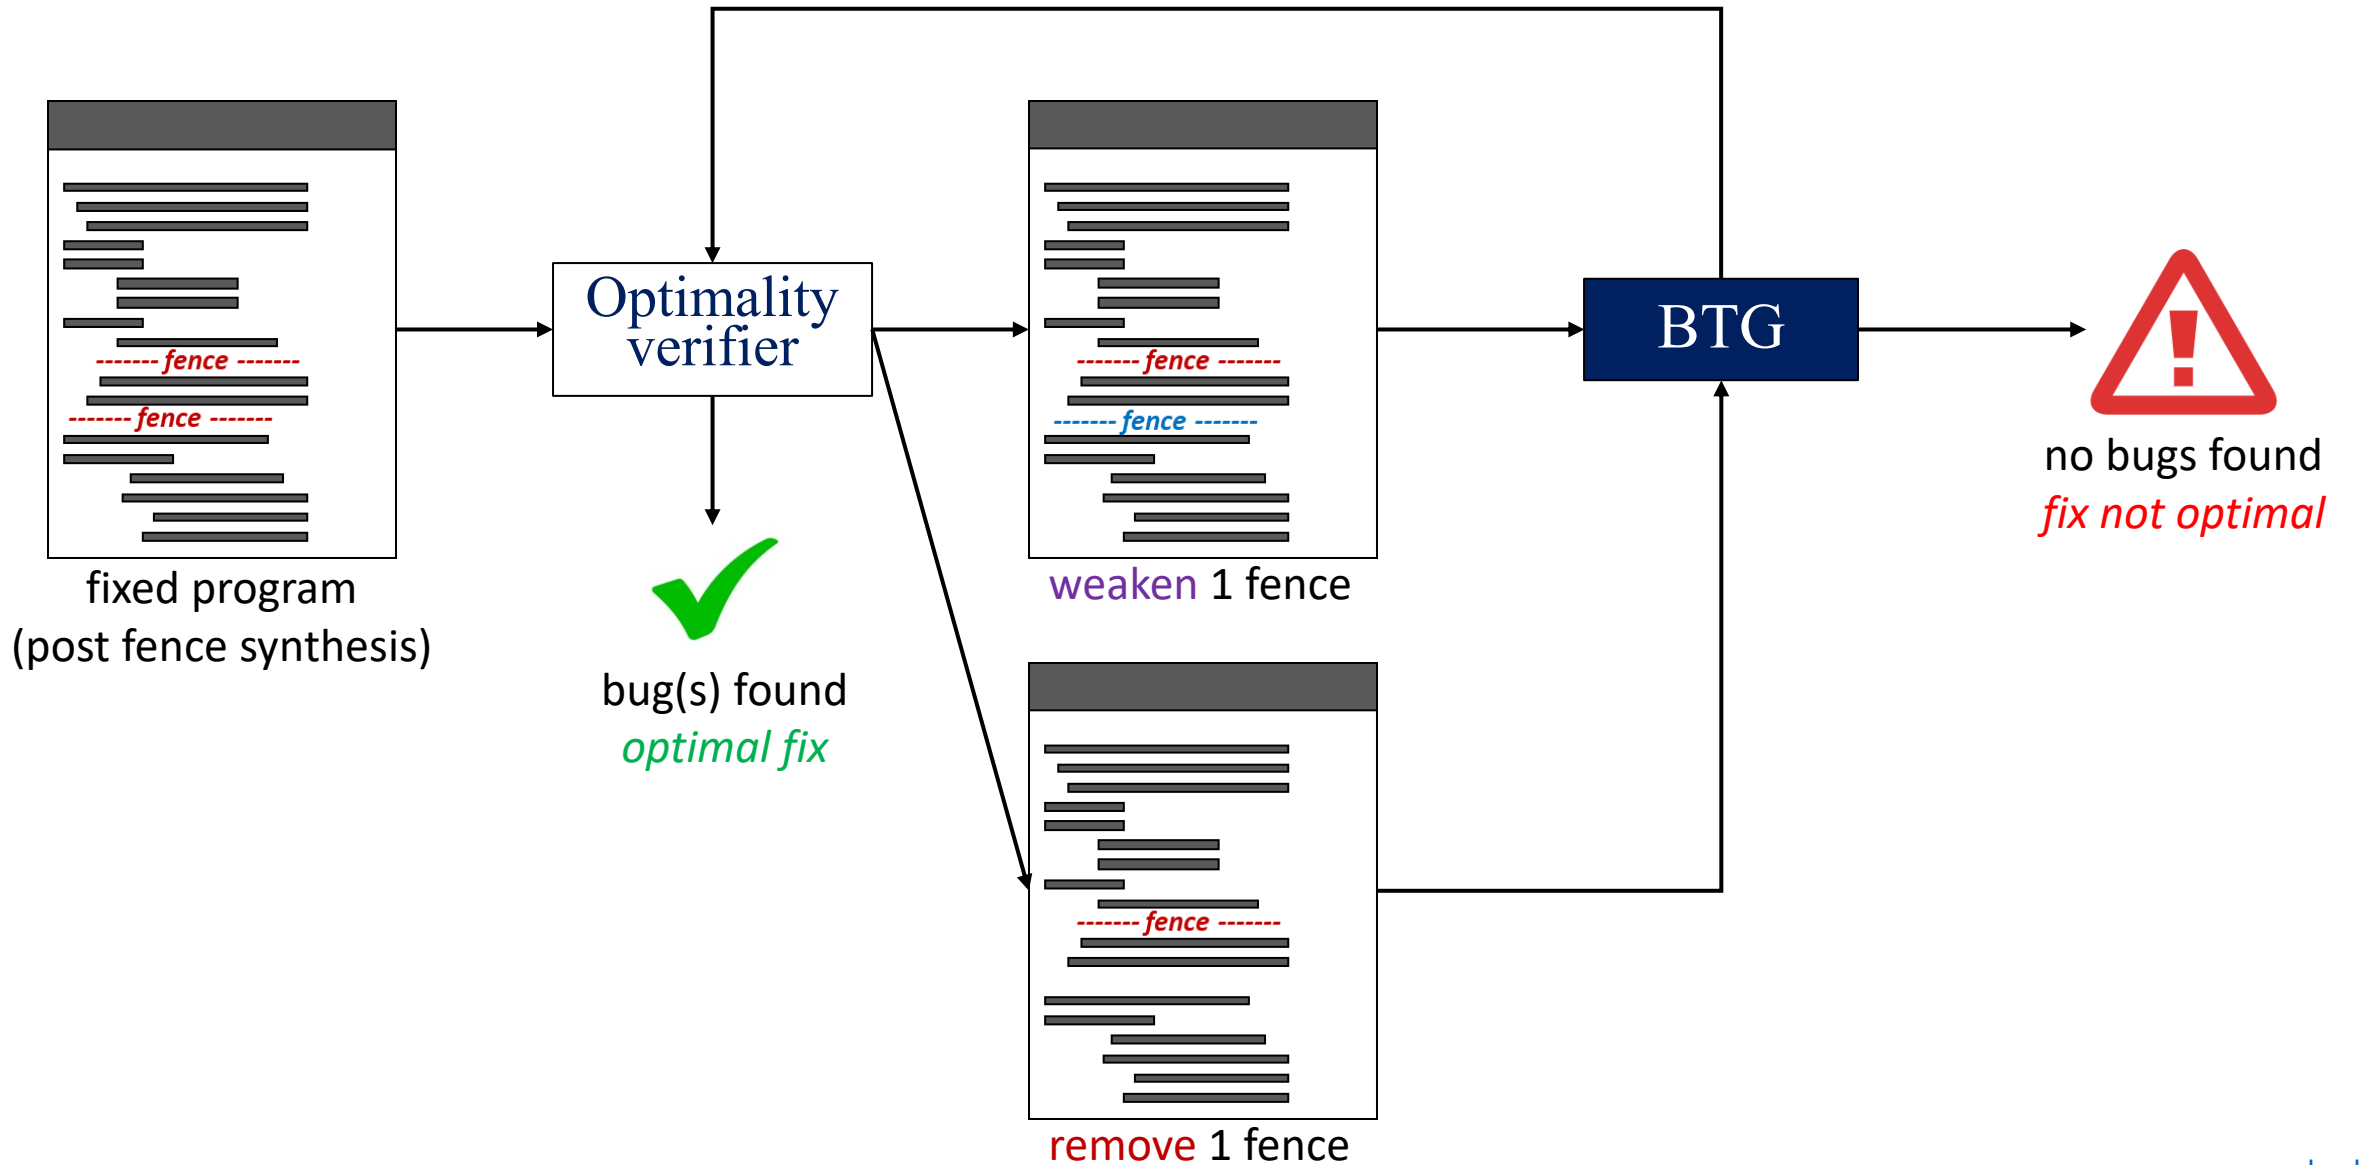 ------- fence -------
------- fence -------
fixed program
(post fence synthesis)
Optimality
verifier
bug(s) found
optimal fix
------- fence -------
------- fence -------
weaken 1 fence
------- fence -------
remove 1 fence
BTG
no bugs found
fix not optimal